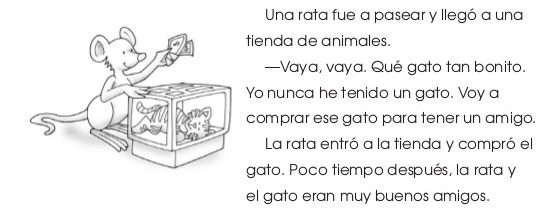 Una rata fue a pasear y llegó a una
tienda de animales.
—Vaya, vaya. Qué gato tan bonito.
Yo nunca he tenido un gato. Voy a
comprar ese gato para tener un amigo.
La rata entró a la tienda y compró el
gato. Poco tiempo después, la rata y
el gato eran muy buenos amigos.